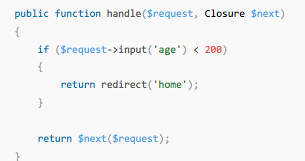 public function handle($request, Closure $next)
{
    if ($request->input('age') < 200)
    {
        return redirect('home');
    }

    return $next($request);
}